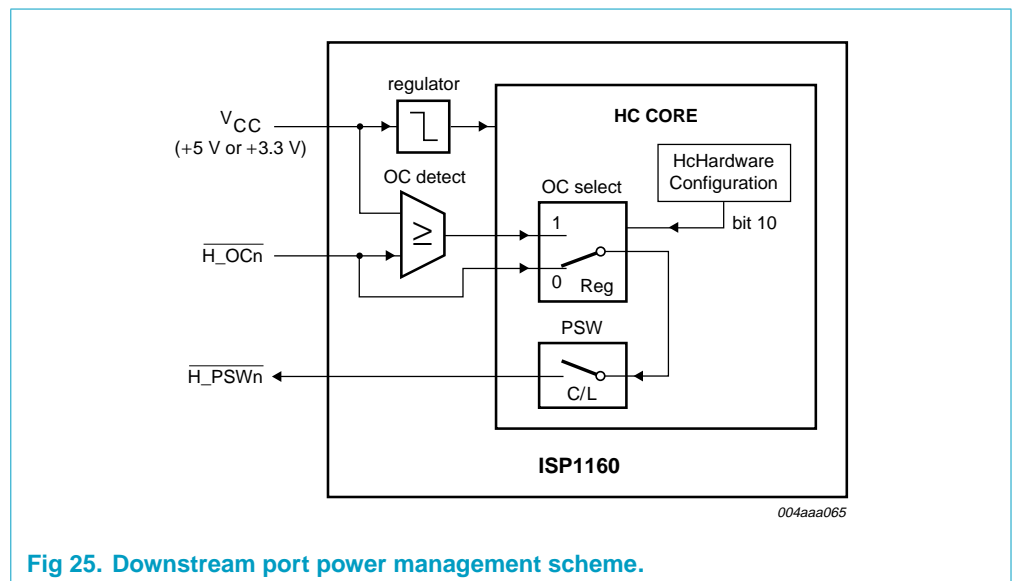 regulator
HC CORE
VCC
(+5 V or +3.3 V)
HcHardware
Configuration
OC detect
OC select
1
bit 10
≥
H_OCn
0
Reg
PSW
H_PSWn
C/L
ISP1160
004aaa065
Fig 25. Downstream port power management scheme.